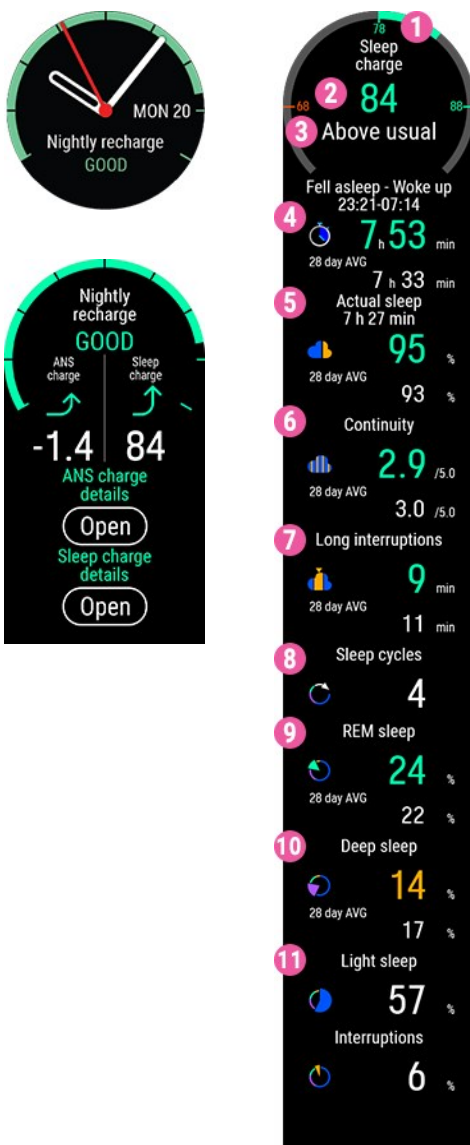 MON 20
Nightly recharge
GOOD
Nightly
recharge
GOOD
ANS
charge
Sleep
charge
-1.4
84
ANS charge
details
Open
Sleep charge
details
Open
1
78
Sleep
charge
2
84
68
88
3
Above usual
Fell asleep - Woke up
23:21-07:14
4
7 h 53 min
28 day AVG
7 h 33 min
5
Actual sleep
7 h 27 min
95 %
28 day AVG
93 %
6
Continuity
2.9 /5.0
28 day AVG
3.0 /5.0
7
Long interruptions
9 min
28 day AVG
11 min
8
Sleep cycles
4
9
REM sleep
24 %
28 day AVG
22 %
10
Deep sleep
14 %
28 day AVG
17 %
11
Light sleep
57 %
Interruptions
6 %